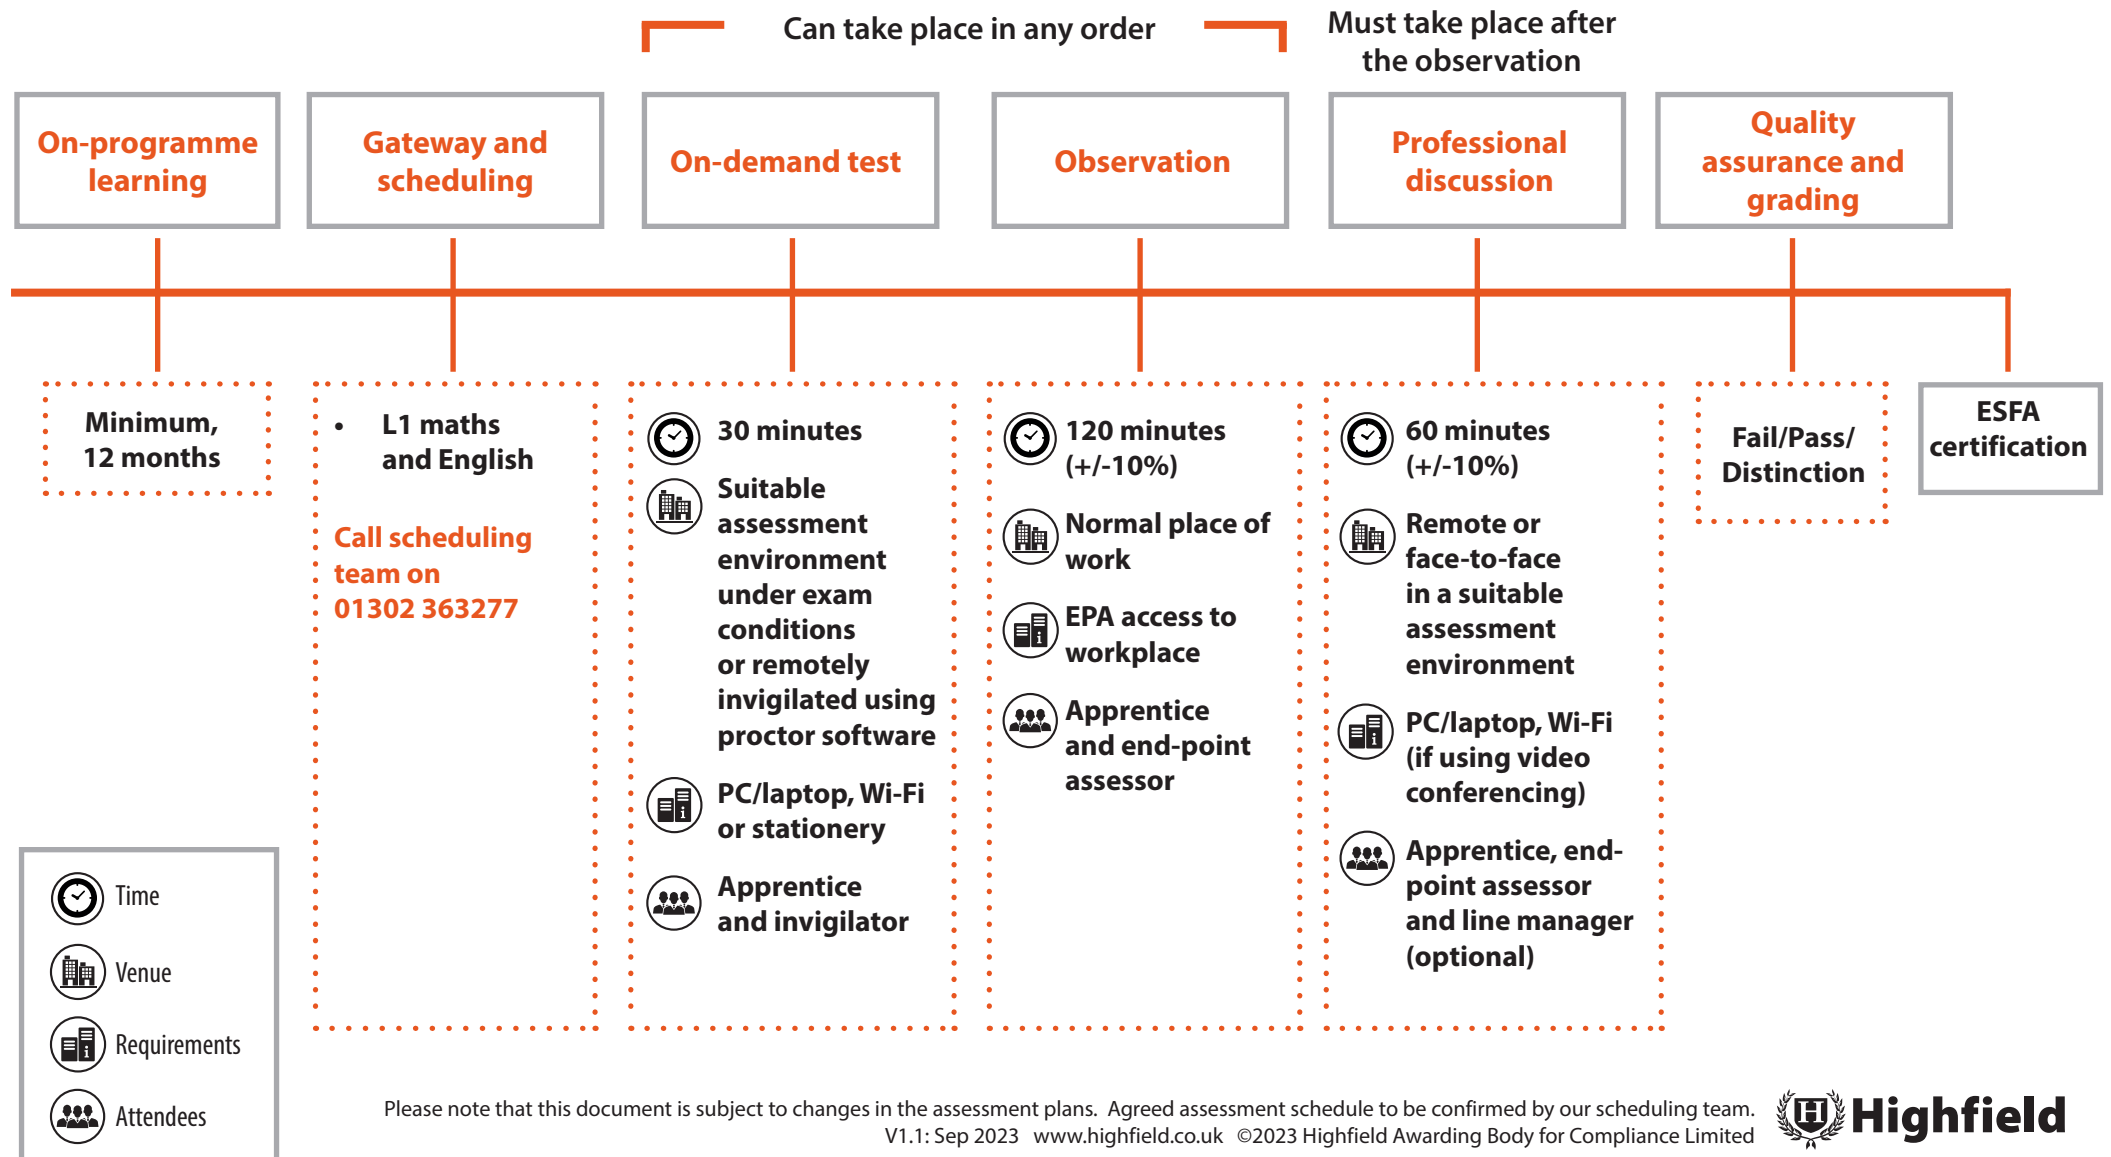 Can take place in any order
Must take place after
the observation
On-programme
learning
Gateway and
scheduling
On-demand test
Observation
Professional
discussion
Quality
assurance and
grading
Minimum,
12 months
• L1 maths
and English
Call scheduling
team on
01302 363277
30 minutes
Suitable
assessment
environment
under exam
conditions
or remotely
invigilated using
proctor software
PC/laptop, Wi-Fi
or stationery
Apprentice
and invigilator
120 minutes
(+/-10%)
Normal place of
work
EPA access to
workplace
Apprentice
and end-point
assessor
60 minutes
(+/-10%)
Remote or
face-to-face
in a suitable
assessment
environment
PC/laptop, Wi-Fi
(if using video
conferencing)
Apprentice, end-
point assessor
and line manager
(optional)
Fail/Pass/
Distinction
ESFA
certification
Time
Venue
Requirements
Attendees
Please note that this document is subject to changes in the assessment plans. Agreed assessment schedule to be confirmed by our scheduling team.
V1.1: Sep 2023 www.highfield.co.uk ©2023 Highfield Awarding Body for Compliance Limited
H Highfield